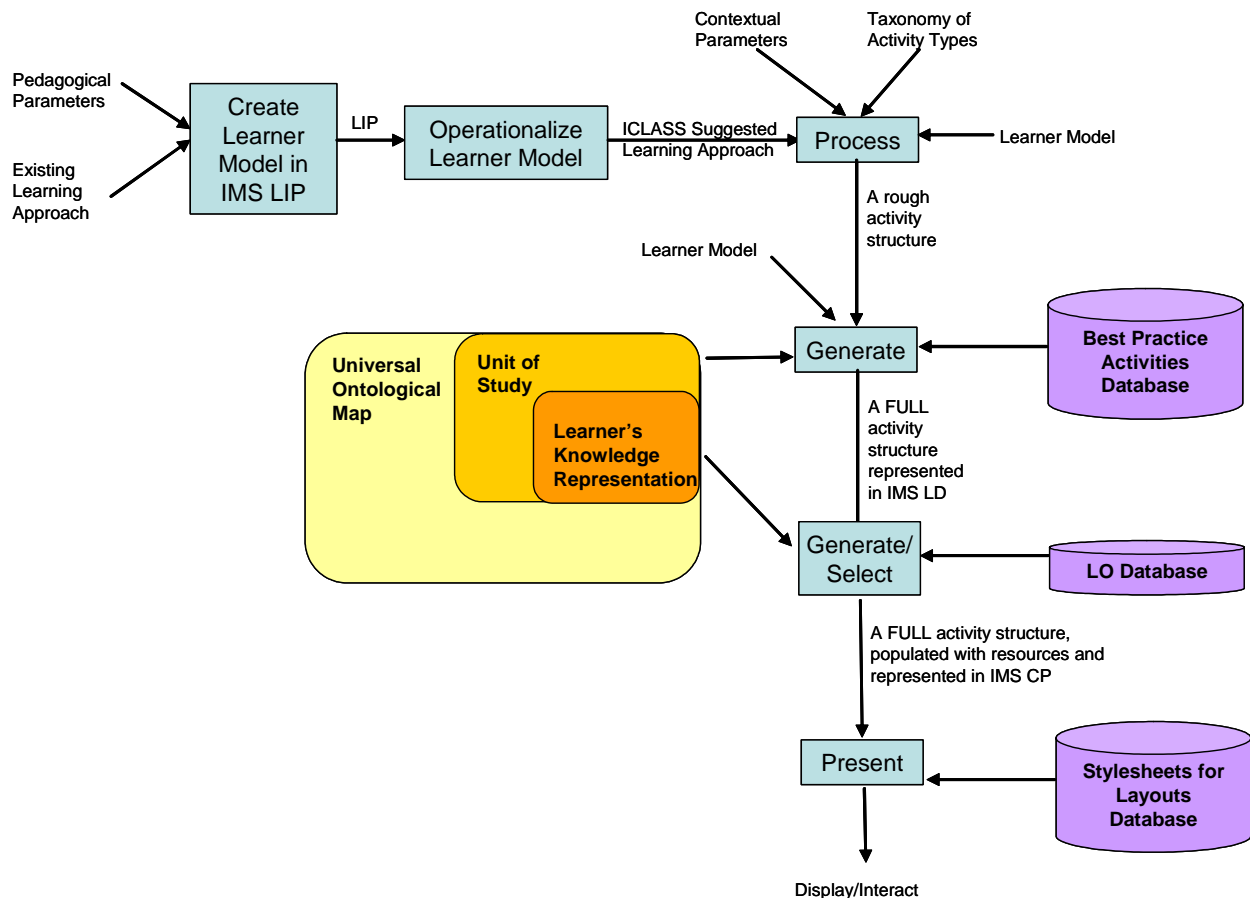 Contextual
Parameters
Taxonomy of
Activity Types
Pedagogical
Parameters
Existing
Learning
Approach
Create
Learner
Model in
IMS LIP
LIP
Operationalize
Learner Model
ICLASS Suggested
Learning Approach
Process
Learner Model
A rough
activity
structure
Learner Model
Universal
Ontological
Map
Unit of
Study
Learner's
Knowledge
Representation
Generate
Best Practice
Activities
Database
A FULL
activity
structure
represented
in IMS LD
Generate/
Select
LO Database
A FULL activity structure,
populated with resources and
represented in IMS CP
Present
Stylesheets for
Layouts
Database
Display/Interact